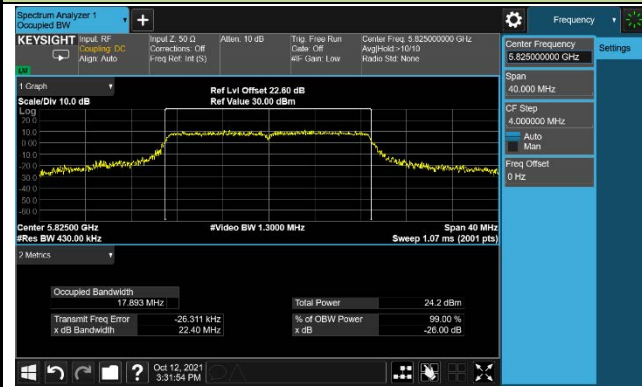 Spectrum Analyzer 1
Occupied BW
+
Frequency
KEYSIGHT
Input: RF
Coupling: DC
Align: Auto
Input Z: 50 Ω
Corrections: Off
Freq Ref: Int (S)
Atten: 10 dB
Trig: Free Run
Gate: Off
#IF Gain: Low
Center Freq: 5.825000000 GHz
Avg|Hold:>10/10
Radio Std: None
LW
Center Frequency
5.825000000 GHz
Settings
Span
40.000 MHz
CF Step
4.000000 MHz
Auto
Man
Freq Offset
0 Hz
1 Graph
Scale/Div 10.0 dB
Ref Lvl Offset 22.60 dB
Ref Value 30.00 dBm
Log
20.0
10.0
0.00
-10.0
-20.0
-30.0
-40.0
-50.0
-60.0
Center 5.82500 GHz
#Res BW 430.00 kHz
#Video BW 1.3000 MHz
Span 40 MHz
Sweep 1.07 ms (2001 pts)
2 Metrics
Occupied Bandwidth
17.893 MHz
Total Power 24.2 dBm
Transmit Freq Error -26.311 kHz
% of OBW Power 99.00 %
x dB Bandwidth 22.40 MHz
x dB -26.00 dB
?
Oct 12, 2021
3:31:54 PM